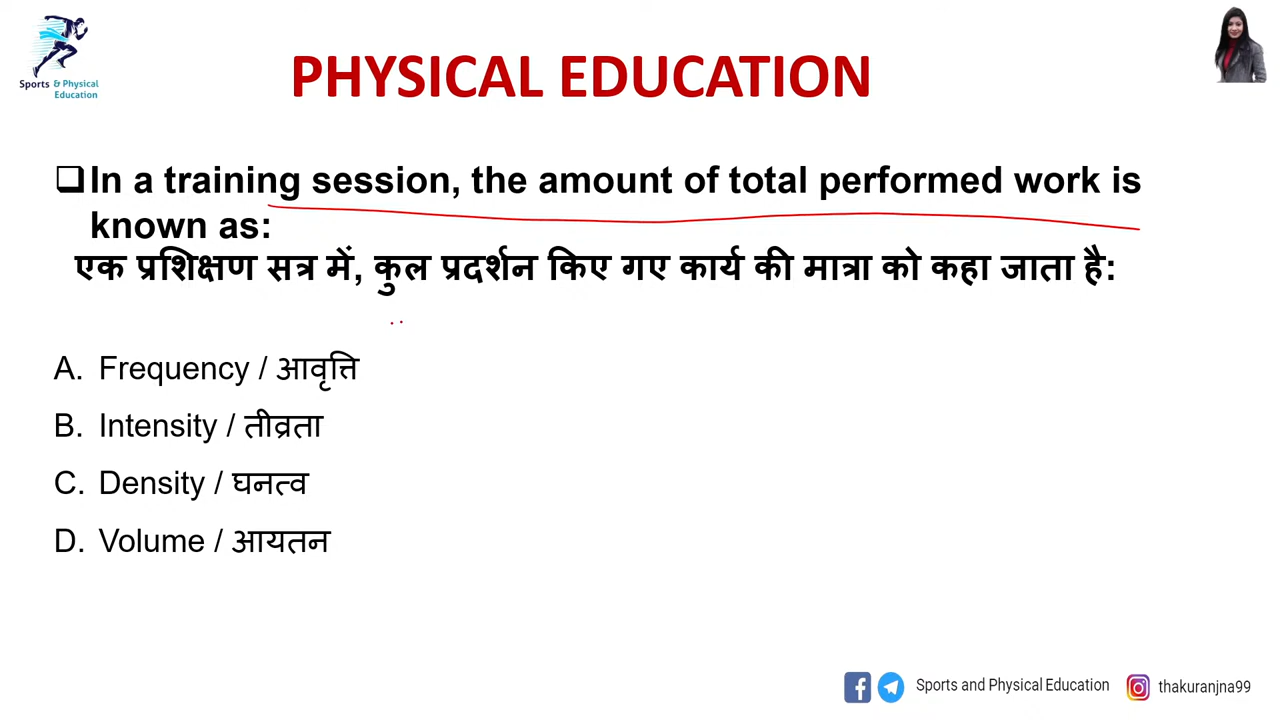 Sports & Physical
Education
PHYSICAL EDUCATION
❑In a training session, the amount of total performed work is
known as:
एक प्रशिक्षण सत्र में, कुल प्रदर्शन किए गए कार्य की मात्रा को कहा जाता है:
A. Frequency / आवृत्ति
B. Intensity / तीव्रता
C. Density / घनत्व
D. Volume / आयतन
Sports and Physical Education thakuranjna99